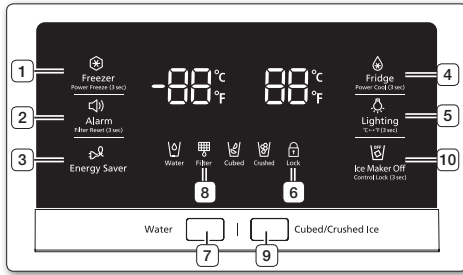 1
Freezer
Power Freeze (3 sec)
2
Alarm
Filter Reset (3 sec)
3
Energy Saver
-88 °C °F
88 °C °F
Water
Filter
Cubed
Crushed
Lock
8
6
Fridge
Power Cool (3 sec)
4
Lighting
°C↔°F (3 sec)
5
OFF
Ice Maker Off
Control Lock (3 sec)
10
Water
Cubed/Crushed Ice
7
9